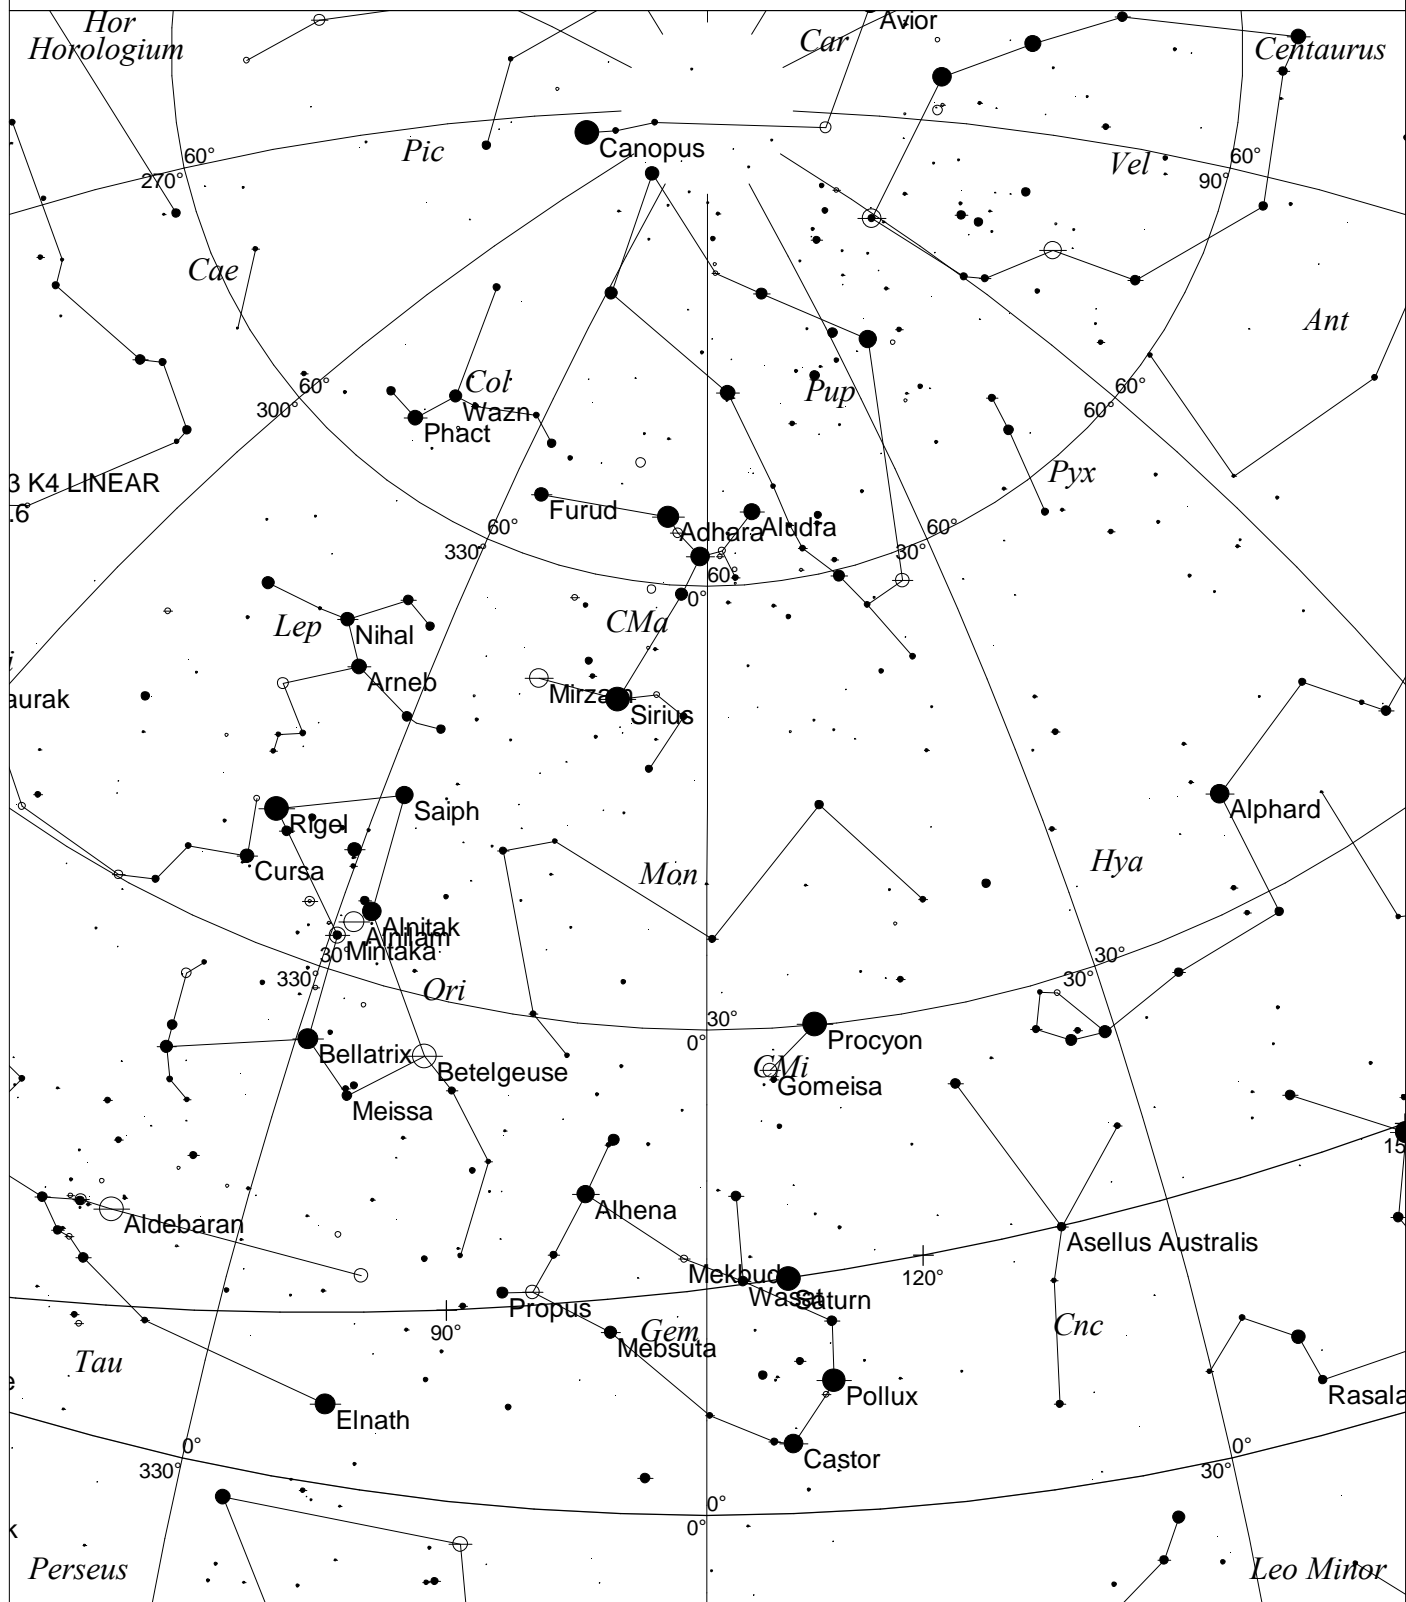 Hor
Horologium
Avior
Car
Centaurus
Canopus
Pic
Vel
60°
270°
60°
90°
Cae
Ant
Col
60°
300°
Wazn
Phact
Pup
60°
60°
3 K4 LINEAR
.6
Pyx
Furud
Adhara
Aludra
60°
330°
60°
30°
60°
0°
Lep
Nihal
CMa
Arneb
aurak
Mirzam
Sirius
Rigel
Saiph
Alphard
Cursa
Mon
Hya
Alnitak
Alnilam
Mintaka
30°
330°
Ori
30°
30°
30°
0°
Procyon
Bellatrix
Betelgeuse
CMi
Gomeisa
Meissa
15
Alhena
Aldebaran
Asellus Australis
Mekbuda
Wasat
Saturn
120°
Propus
90°
Gem
Mebsuta
Cnc
Tau
Pollux
Rasala
Elnath
Castor
0°
330°
0°
30°
0°
0°
k
Perseus
Leo Minor